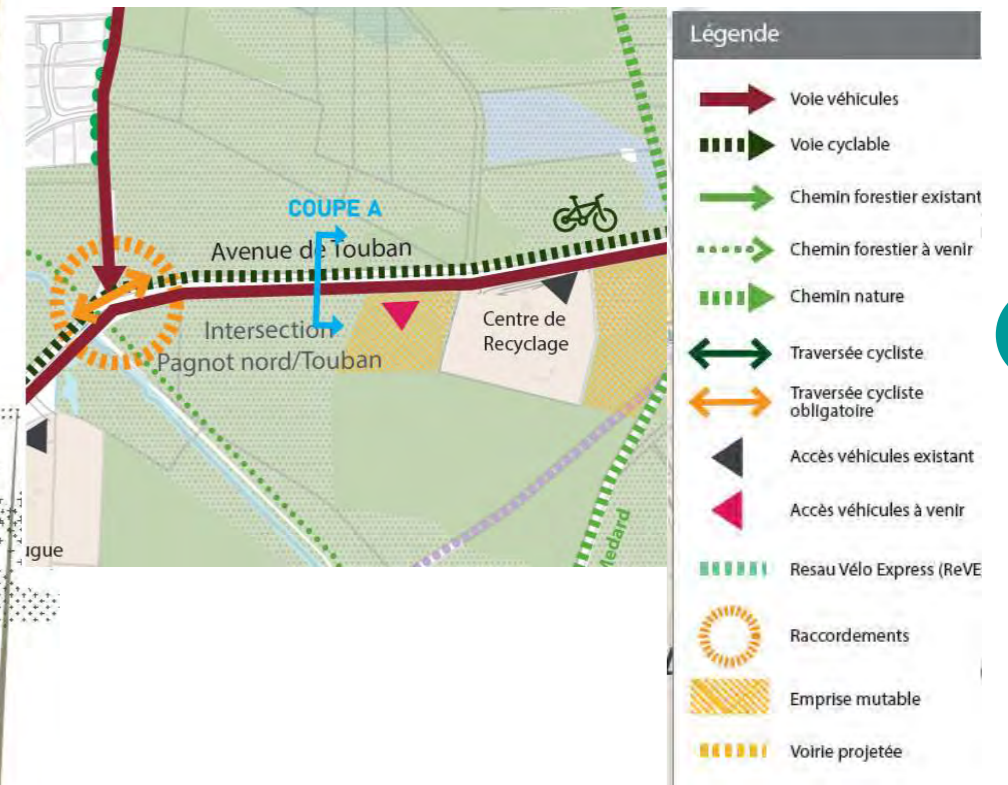 COUPE A
Avenue de Touban
Intersection
Pagnot nord/Touban
Centre de
Recyclage
Medard
Légende
Voie véhicules
Voie cyclable
Chemin forestier existant
Chemin forestier à venir
Chemin nature
Traversée cycliste
Traversée cycliste
obligatoire
Accès véhicules existant
Accès véhicules à venir
Resau Vélo Express (ReVE
Raccordements
Emprise mutable
Voirie projetée